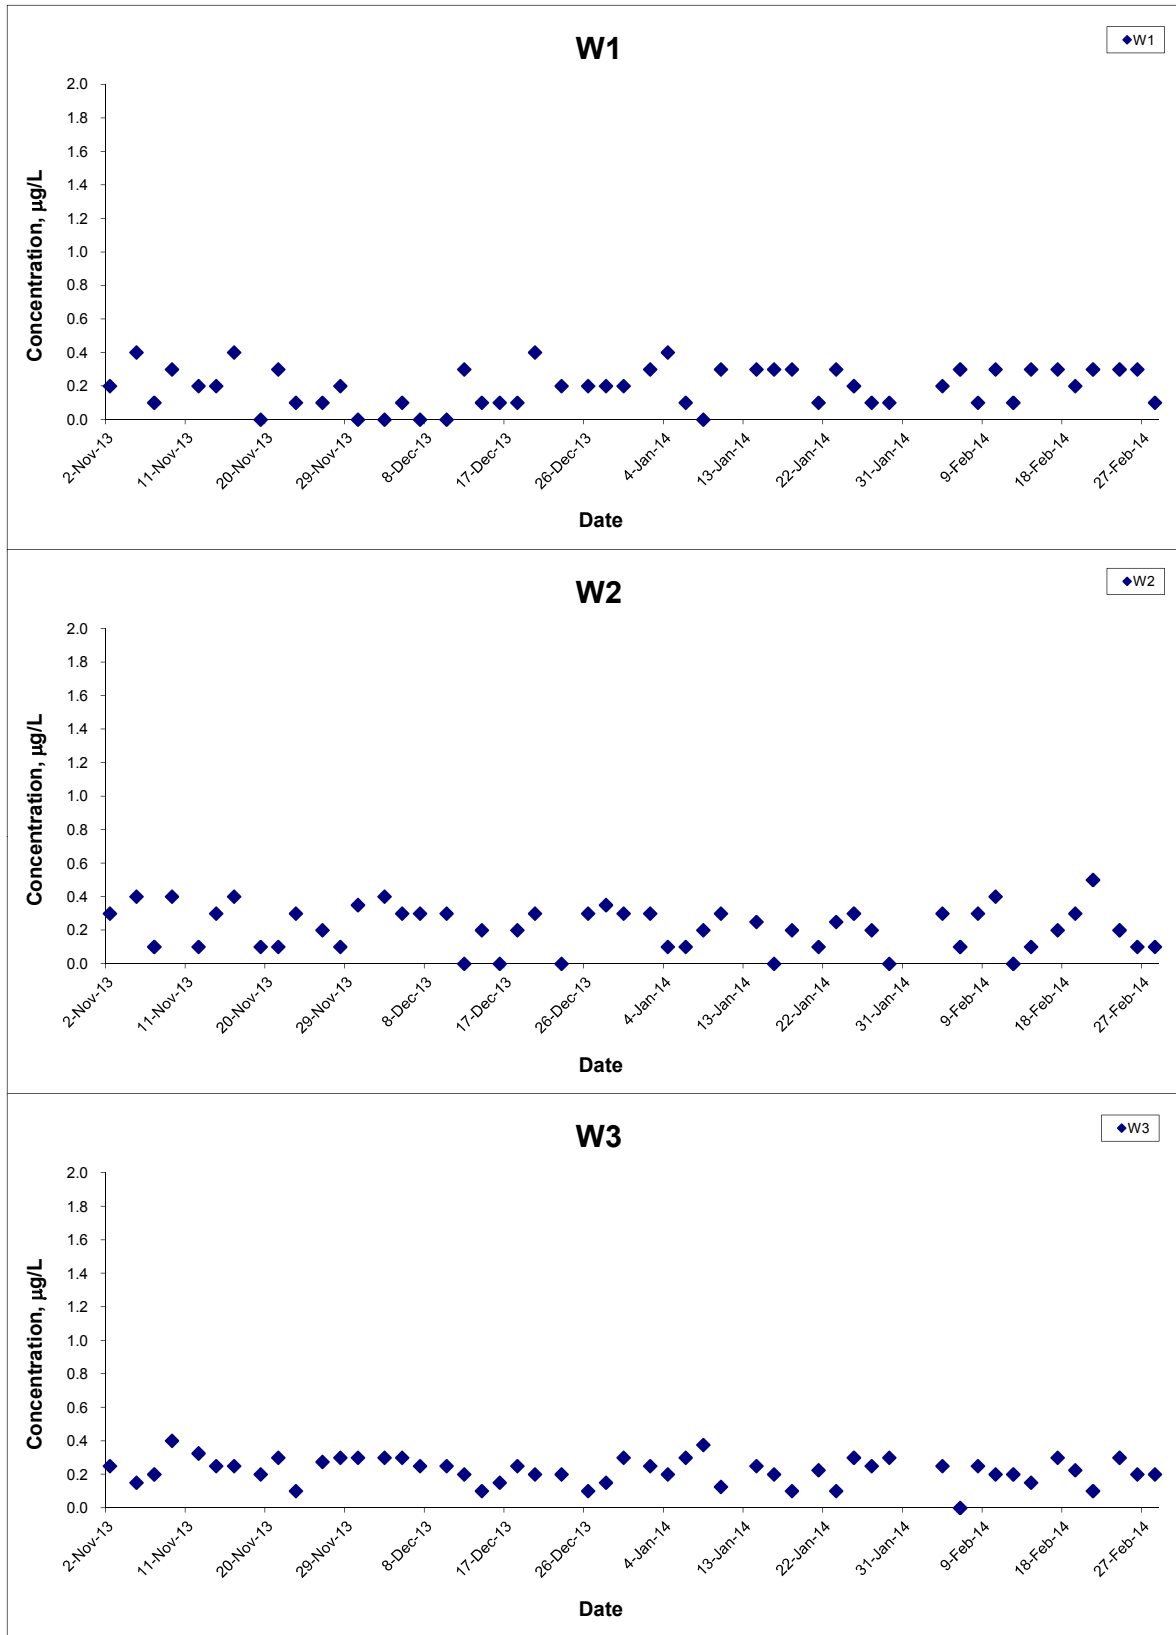 W1
W1
2.0
1.8
1.6
1.4
1.2
1.0
0.8
0.6
0.4
0.2
0.0
Concentration, µg/L
2-Nov-13
11-Nov-13
20-Nov-13
29-Nov-13
8-Dec-13
17-Dec-13
26-Dec-13
4-Jan-14
13-Jan-14
22-Jan-14
31-Jan-14
9-Feb-14
18-Feb-14
27-Feb-14
Date
W2
W2
2.0
1.8
1.6
1.4
1.2
1.0
0.8
0.6
0.4
0.2
0.0
Concentration, µg/L
2-Nov-13
11-Nov-13
20-Nov-13
29-Nov-13
8-Dec-13
17-Dec-13
26-Dec-13
4-Jan-14
13-Jan-14
22-Jan-14
31-Jan-14
9-Feb-14
18-Feb-14
27-Feb-14
Date
W3
W3
2.0
1.8
1.6
1.4
1.2
1.0
0.8
0.6
0.4
0.2
0.0
Concentration, µg/L
2-Nov-13
11-Nov-13
20-Nov-13
29-Nov-13
8-Dec-13
17-Dec-13
26-Dec-13
4-Jan-14
13-Jan-14
22-Jan-14
31-Jan-14
9-Feb-14
18-Feb-14
27-Feb-14
Date